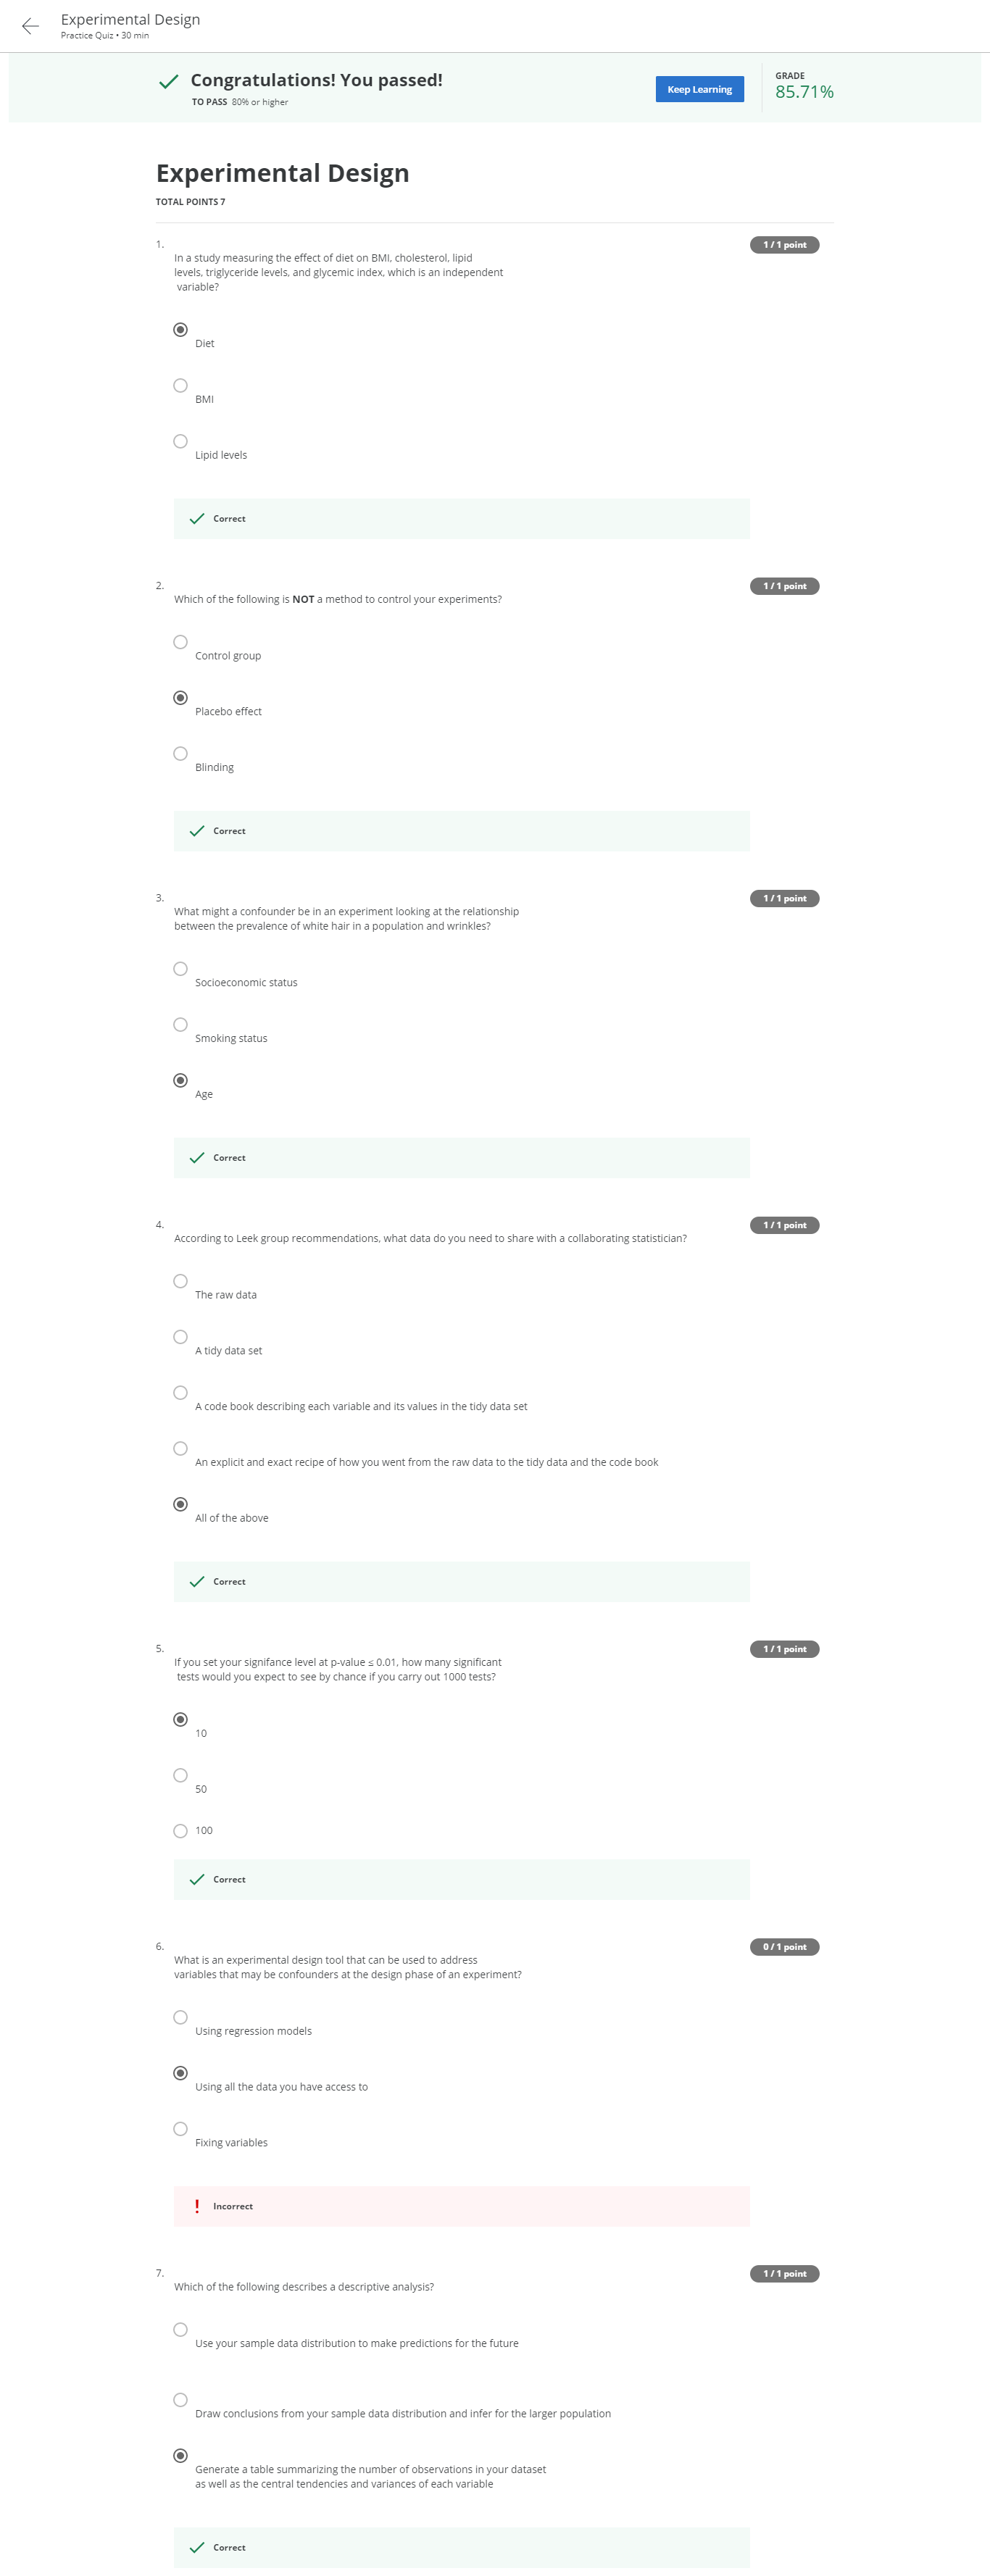 Experimental Design
Practice Quiz • 30 min
Congratulations! You passed!
TO PASS 80% or higher
Keep Learning
GRADE
85.71%
Experimental Design
TOTAL POINTS 7
1.
1 / 1 point
In a study measuring the effect of diet on BMI, cholesterol, lipid
levels, triglyceride levels, and glycemic index, which is an independent
variable?
Diet
BMI
Lipid levels
Correct
2.
1 / 1 point
Which of the following is NOT a method to control your experiments?
Control group
Placebo effect
Blinding
Correct
3.
1 / 1 point
What might a confounder be in an experiment looking at the relationship
between the prevalence of white hair in a population and wrinkles?
Socioeconomic status
Smoking status
Age
Correct
4.
1 / 1 point
According to Leek group recommendations, what data do you need to share with a collaborating statistician?
The raw data
A tidy data set
A code book describing each variable and its values in the tidy data set
An explicit and exact recipe of how you went from the raw data to the tidy data and the code book
All of the above
Correct
5.
1 / 1 point
If you set your signifance level at p-value ≤ 0.01, how many significant
tests would you expect to see by chance if you carry out 1000 tests?
10
50
100
Correct
6.
0 / 1 point
What is an experimental design tool that can be used to address
variables that may be confounders at the design phase of an experiment?
Using regression models
Using all the data you have access to
Fixing variables
Incorrect
7.
1 / 1 point
Which of the following describes a descriptive analysis?
Use your sample data distribution to make predictions for the future
Draw conclusions from your sample data distribution and infer for the larger population
Generate a table summarizing the number of observations in your dataset
as well as the central tendencies and variances of each variable
Correct